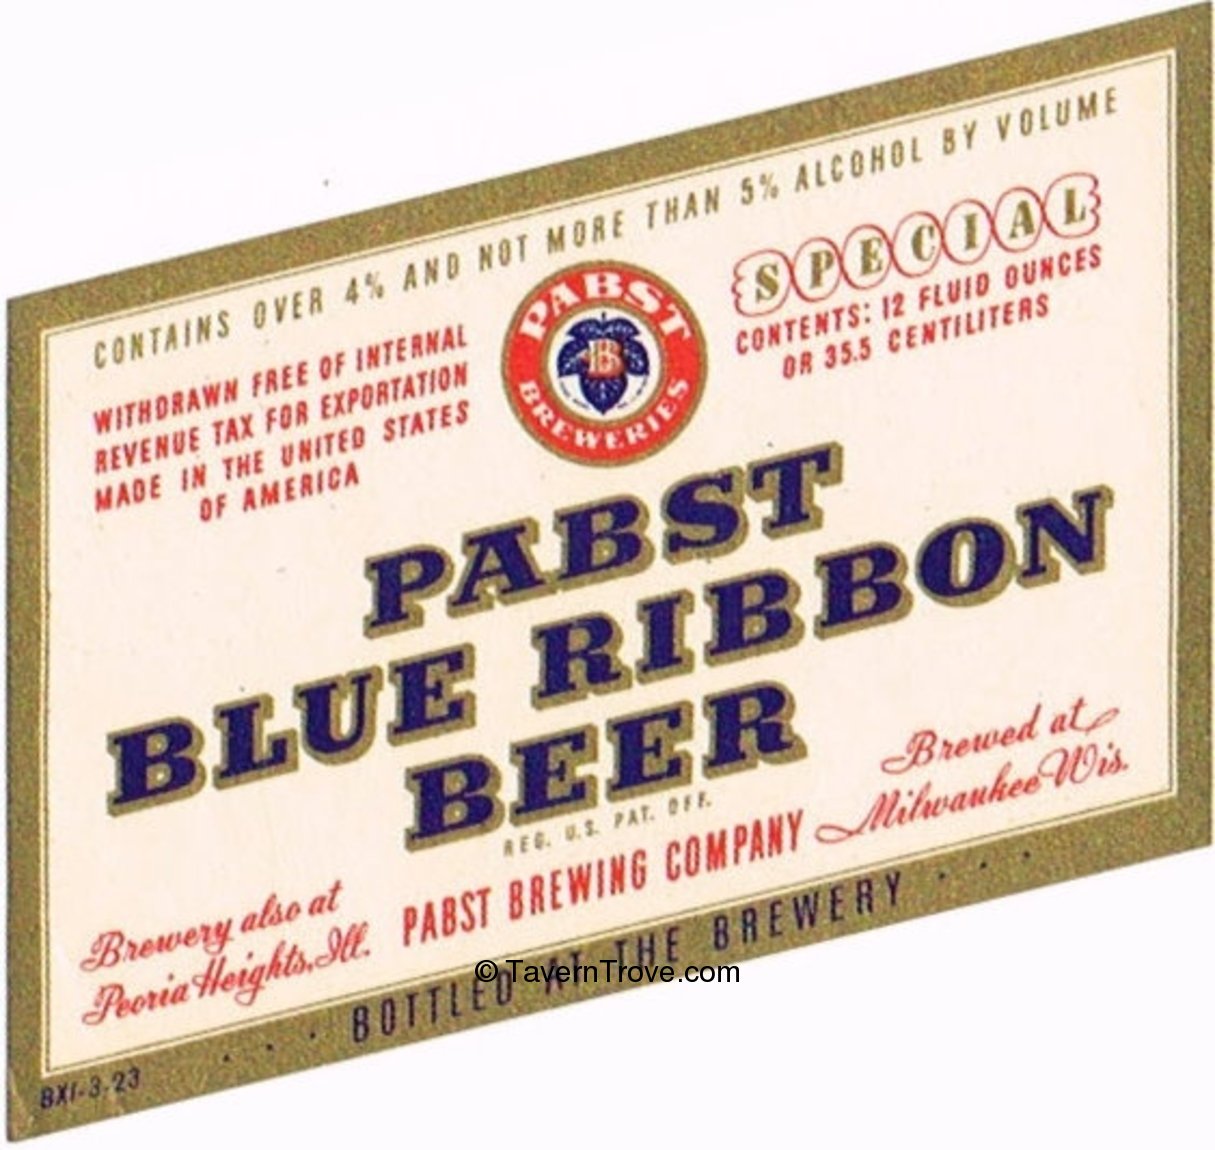 CONTAINS OVER 4% AND NOT MORE THAN 5% ALCOHOL BY VOLUME
WITHDRAWN FREE OF INTERNAL
REVENUE TAX FOR EXPORTATION
MADE IN THE UNITED STATES
OF AMERICA
PABST
B
BREWERIES
SPECIAL
CONTENTS: 12 FLUID OUNCES
OR 35.5 CENTILITERS
PABST
BLUE RIBBON
BEER
REG. U.S. PAT. OFF.
Brewery also at
Peoria Heights, Ill.
PABST BREWING COMPANY
Brewed at
Milwaukee Wis.
. . . BOTTLED AT THE BREWERY . . .
© TavernTrove.com
BXI-3-23